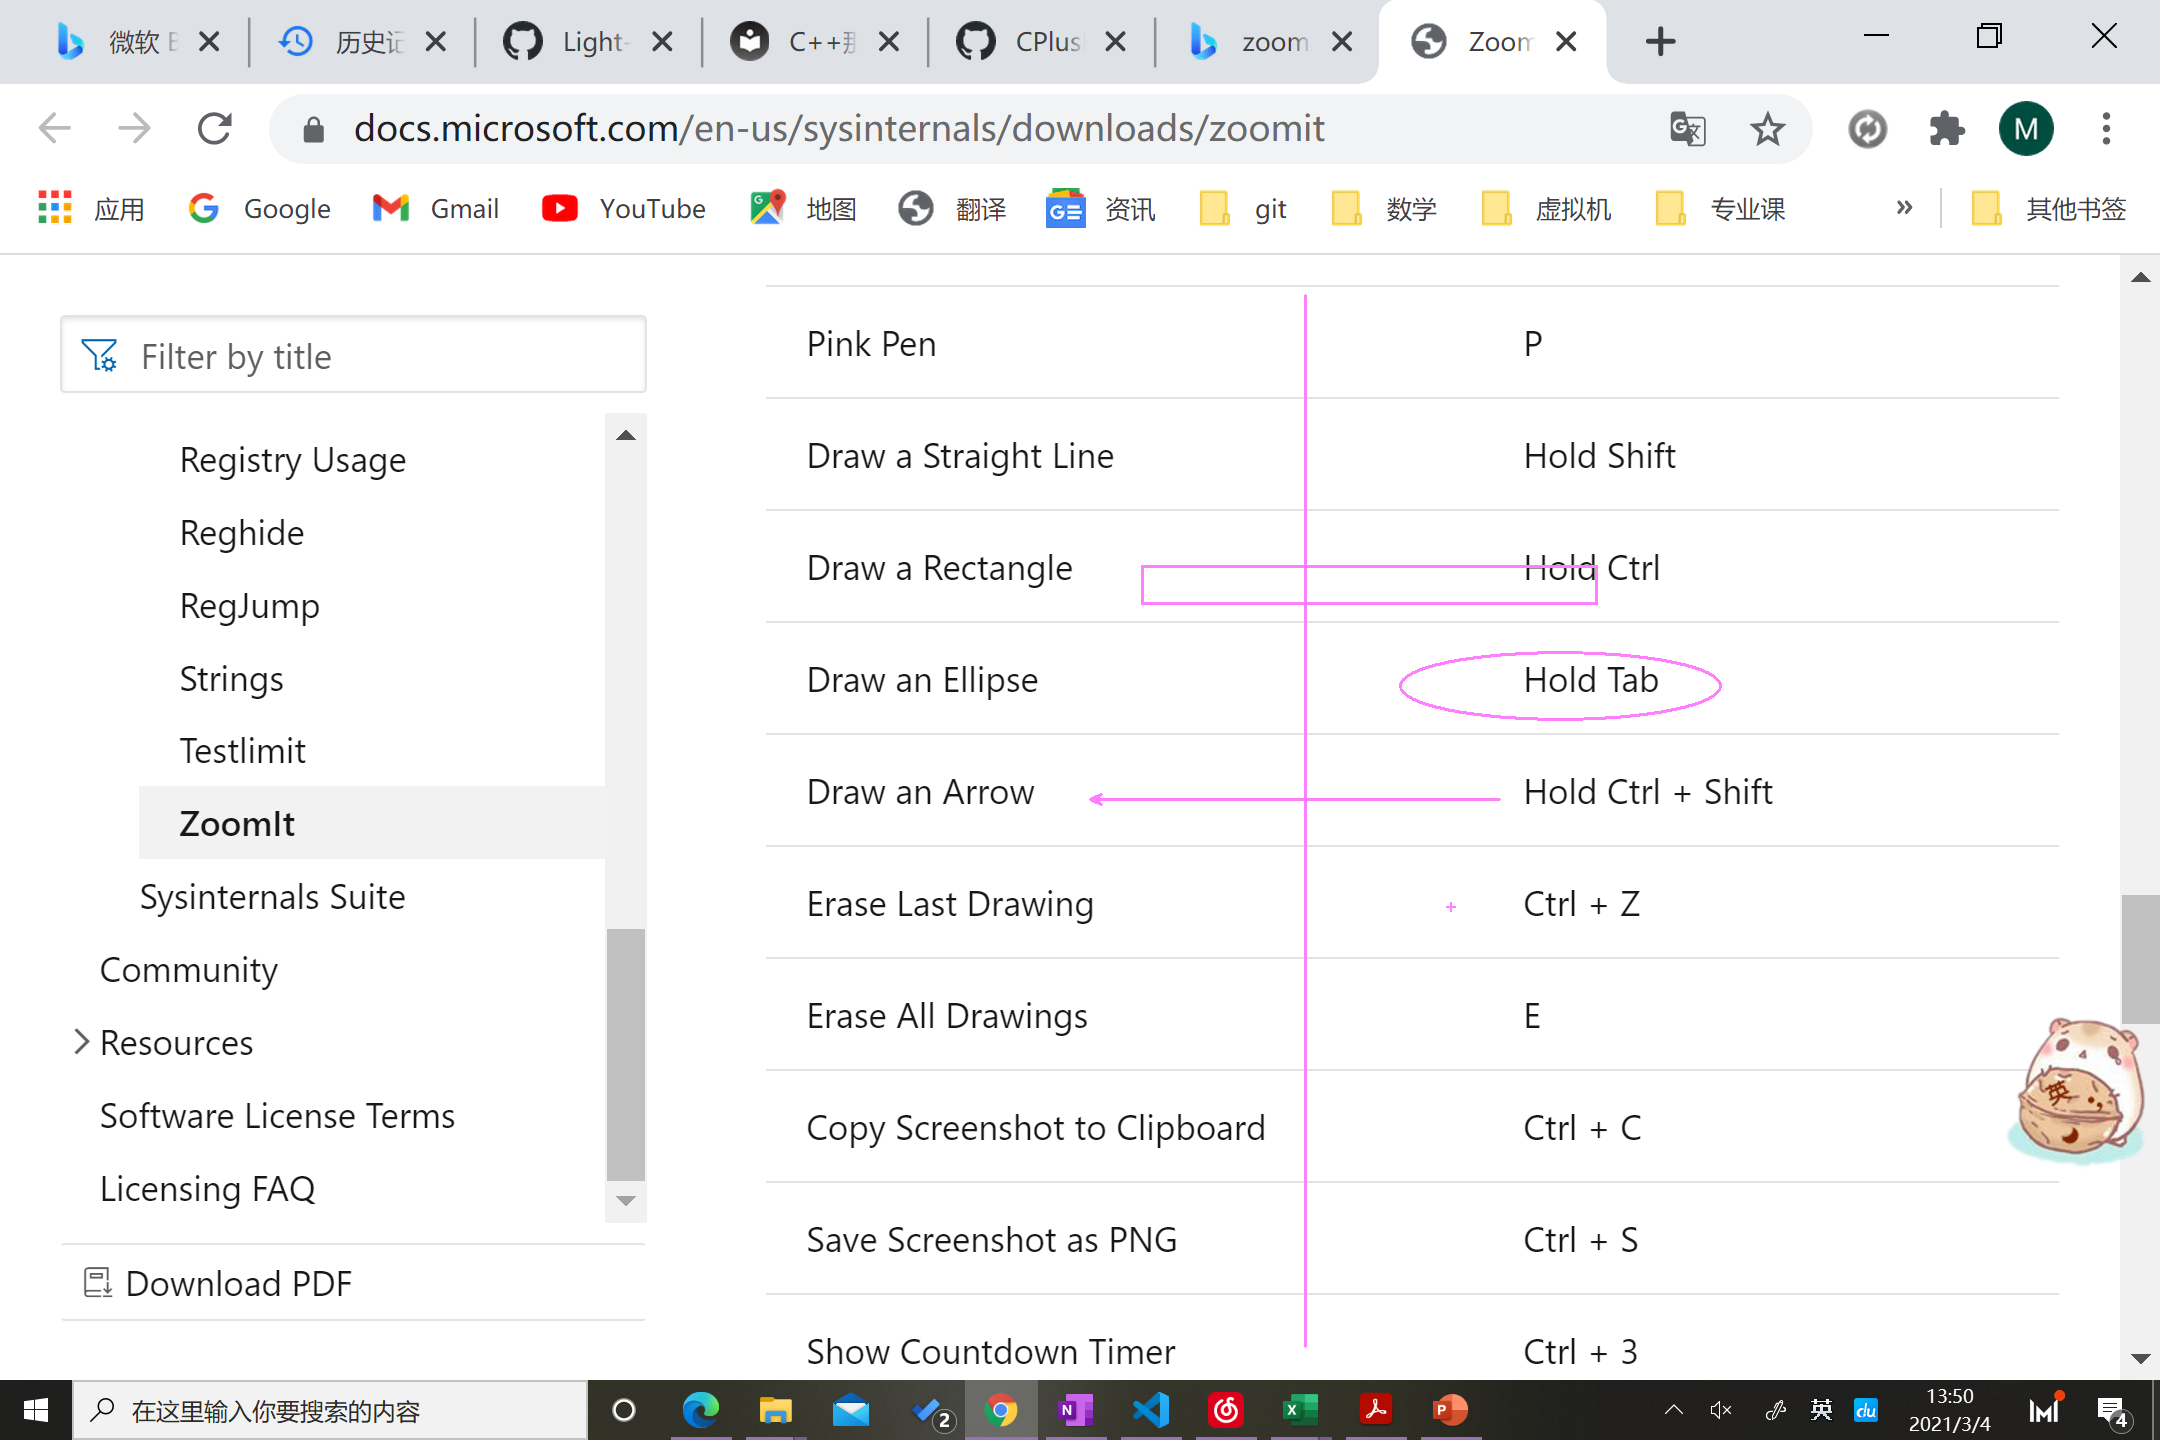 微软
历史记
Light-
C++
CPlus
zoom
Zoom
docs.microsoft.com/en-us/sysinternals/downloads/zoomit
M
应用
Google
Gmail
YouTube
地图
翻译
资讯
git
数学
虚拟机
专业课
»
其他书签
Filter by title
Registry Usage
Reghide
RegJump
Strings
Testlimit
ZoomIt
Sysinternals Suite
Community
Resources
Software License Terms
Licensing FAQ
Download PDF
Pink Pen P
Draw a Straight Line Hold Shift
Draw a Rectangle Hold Ctrl
Draw an Ellipse Hold Tab
Draw an Arrow Hold Ctrl + Shift
Erase Last Drawing Ctrl + Z
Erase All Drawings E
Copy Screenshot to Clipboard Ctrl + C
Save Screenshot as PNG Ctrl + S
Show Countdown Timer Ctrl + 3
英
在这里输入你要搜索的内容
2
英
du
13:50
2021/3/4
4